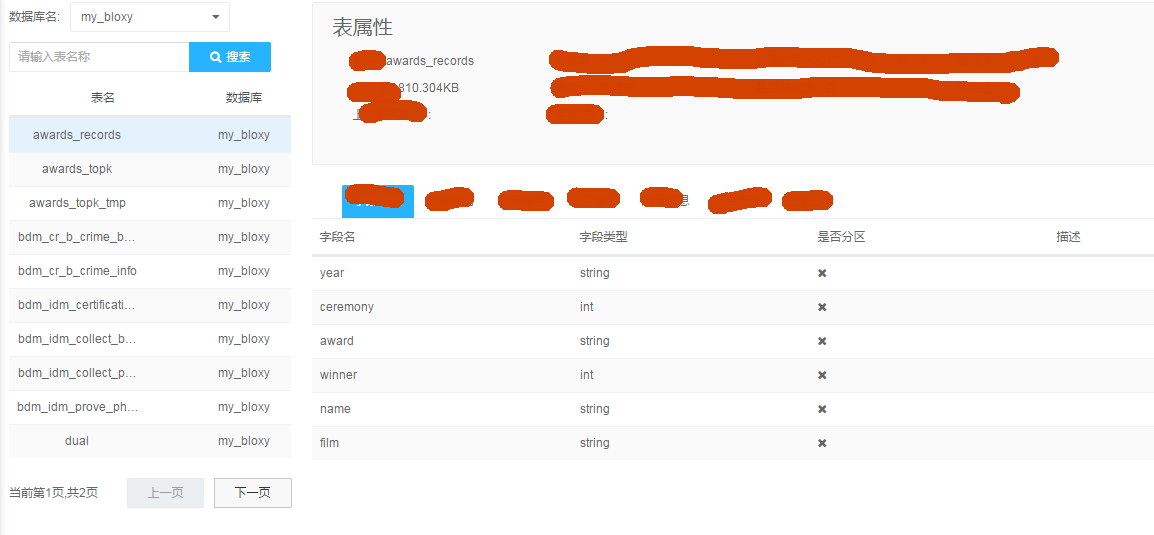 数据库名: my_bloxy
请输入表名称 搜索
表名 数据库
awards_records my_bloxy
awards_topk my_bloxy
awards_topk_tmp my_bloxy
bdm_cr_b_crime_b... my_bloxy
bdm_cr_b_crime_info my_bloxy
bdm_idm_certificati... my_bloxy
bdm_idm_collect_b... my_bloxy
bdm_idm_collect_p... my_bloxy
bdm_idm_prove_ph... my_bloxy
dual my_bloxy
当前第1页,共2页 上一页 下一页
表属性
awards_records
810.304KB
: :
息
字段名 字段类型 是否分区 描述
year string ✖
ceremony int ✖
award string ✖
winner int ✖
name string ✖
film string ✖